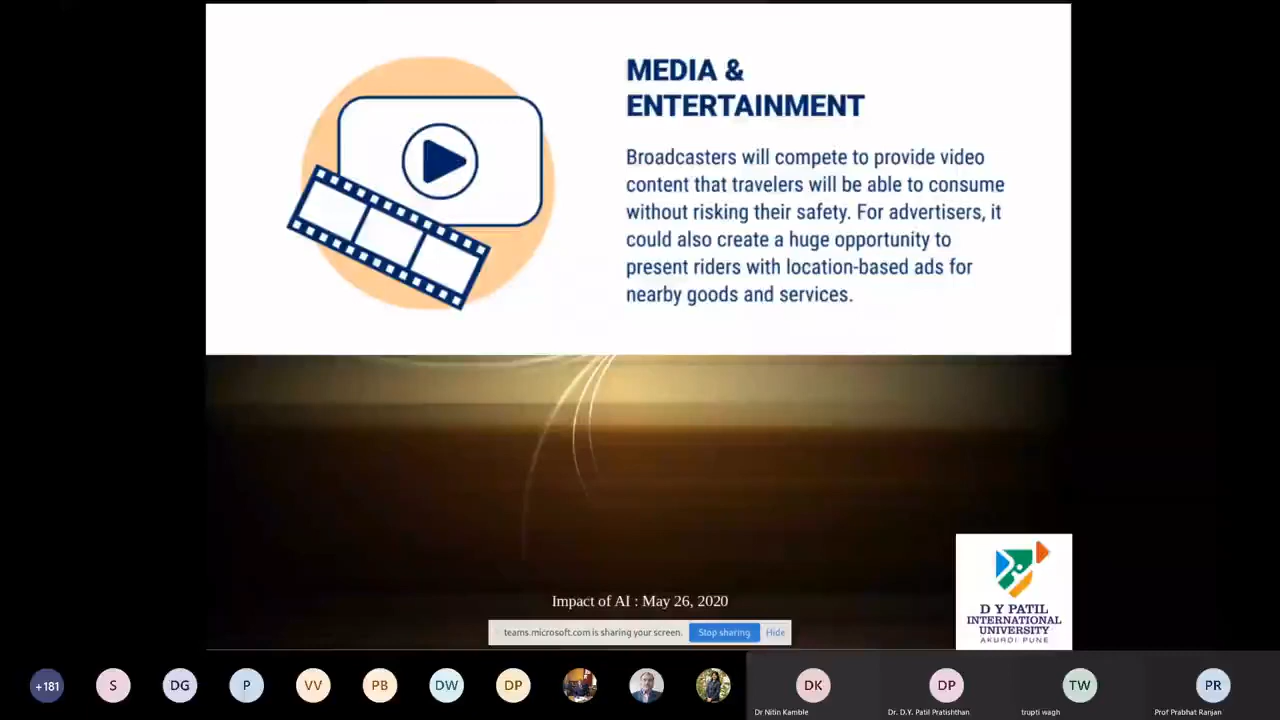 MEDIA &
ENTERTAINMENT
Broadcasters will compete to provide video
content that travelers will be able to consume
without risking their safety. For advertisers, it
could also create a huge opportunity to
present riders with location-based ads for
nearby goods and services.
D Y PATIL
INTERNATIONAL
UNIVERSITY
AKURDI PUNE
Impact of AI : May 26, 2020
teams.microsoft.com is sharing your screen. Stop sharing Hide
+181 S DG P VV PB DW DP DK DP TW PR
Dr Nitin Kamble Dr. D.Y. Patil Pratishthan trupti wagh Prof Prabhat Ranjan